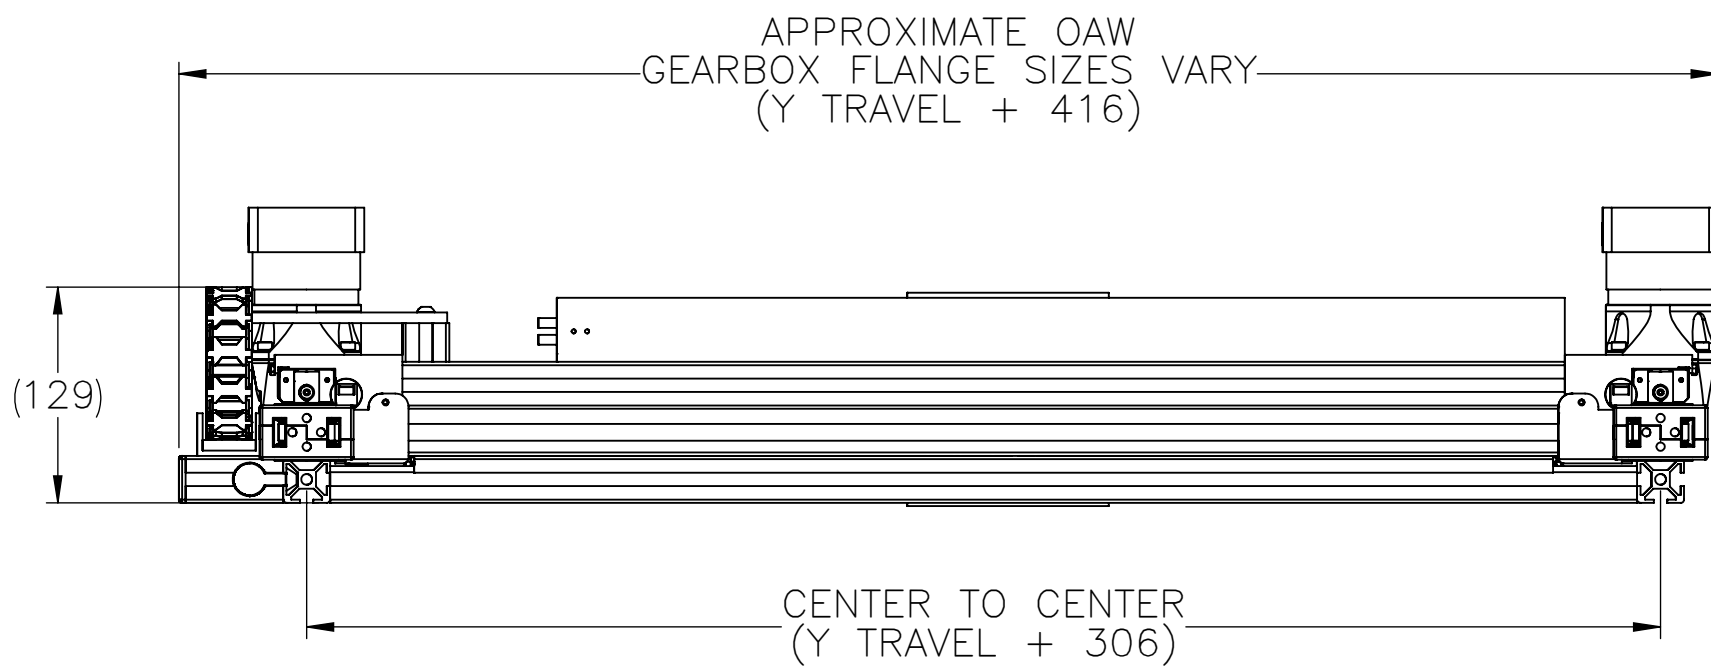 APPROXIMATE OAW
GEARBOX FLANGE SIZES VARY
(Y TRAVEL + 416)
(129)
CENTER TO CENTER
(Y TRAVEL + 306)